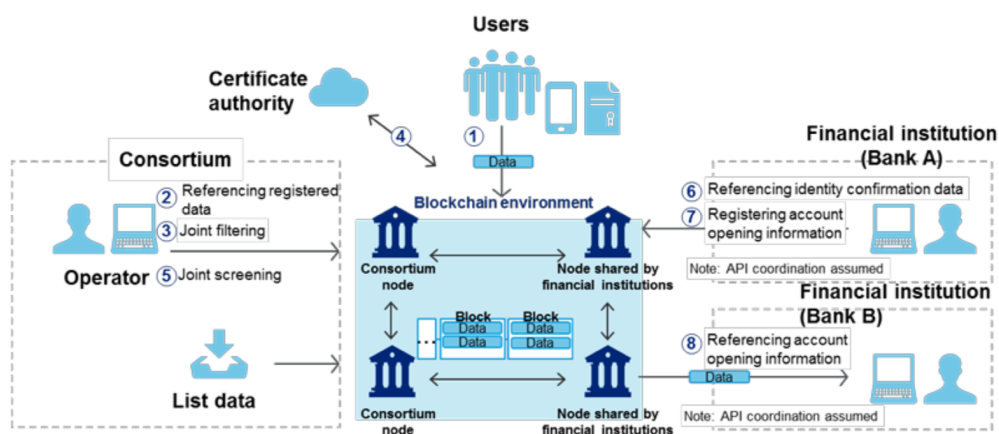 Users
Certificate
authority
④
①
Data
Consortium
② Referencing registered
data
③ Joint filtering
Operator
⑤ Joint screening
List data
Blockchain environment
Consortium
node
Node shared by
financial institutions
Block
Block
...
Data
Data
Data
Data
Consortium
node
Node shared by
financial institutions
Financial institution
(Bank A)
⑥ Referencing identity confirmation data
⑦ Registering account
opening information
Note: API coordination assumed
Financial institution
(Bank B)
⑧ Referencing account
opening information
Data
Note: API coordination assumed